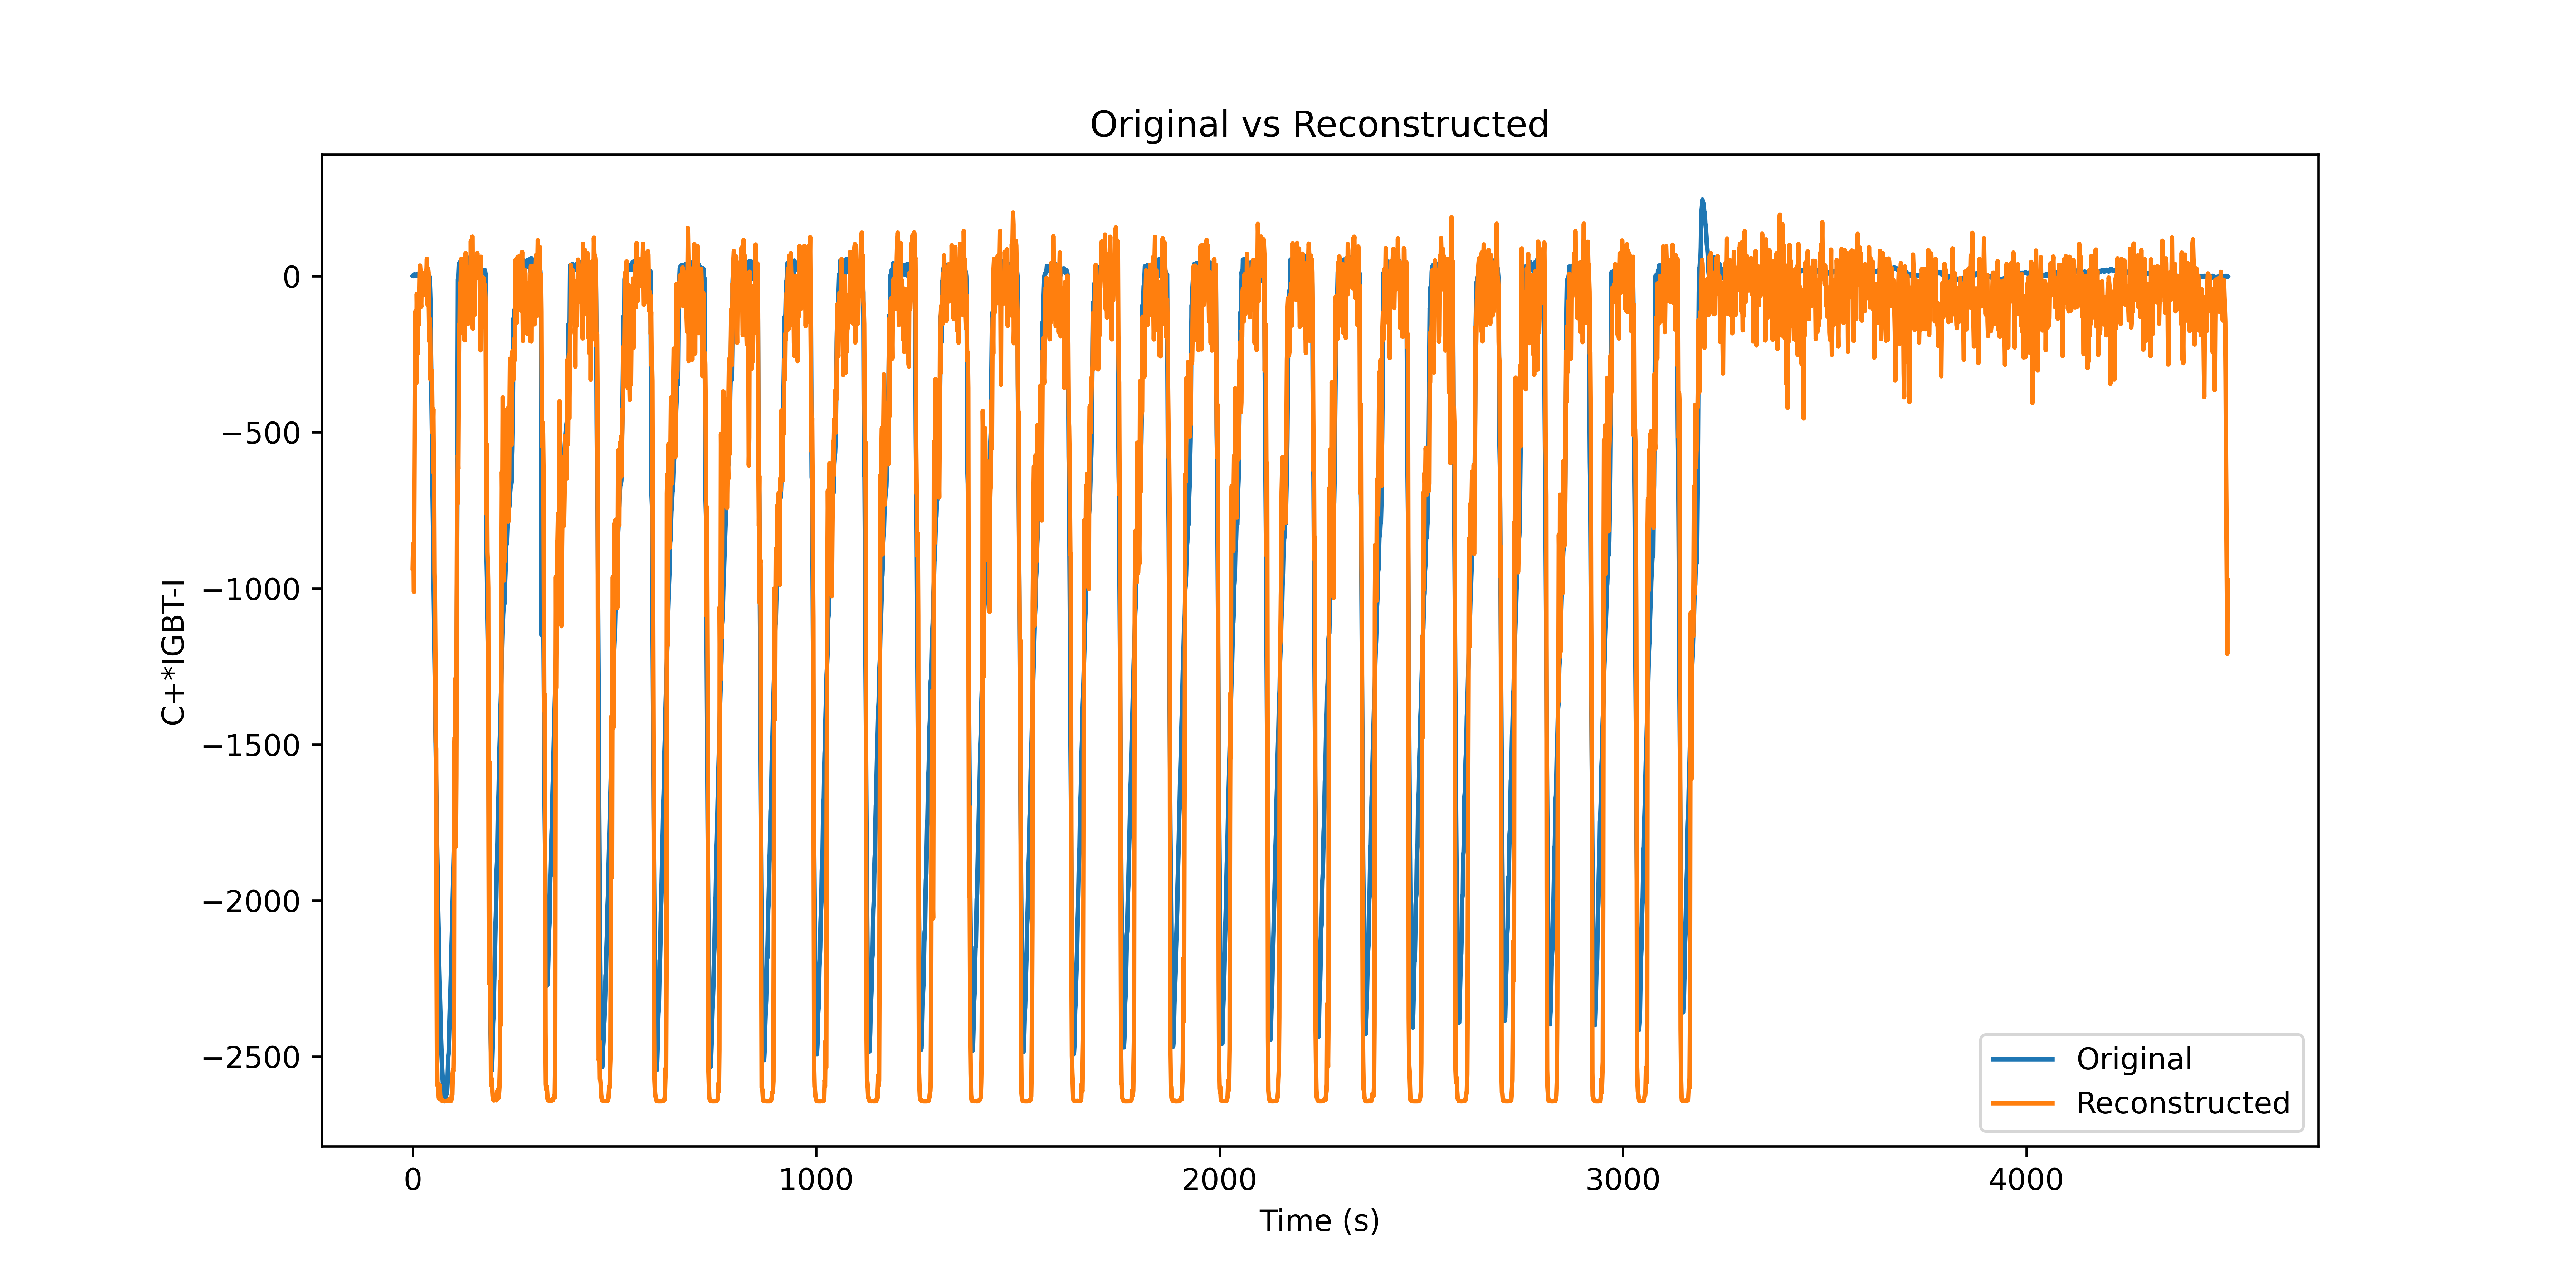 Original vs Reconstructed
C+*IGBT-I
0
−500
−1000
−1500
−2000
−2500
0
1000
2000
3000
4000
Time (s)
Original
Reconstructed